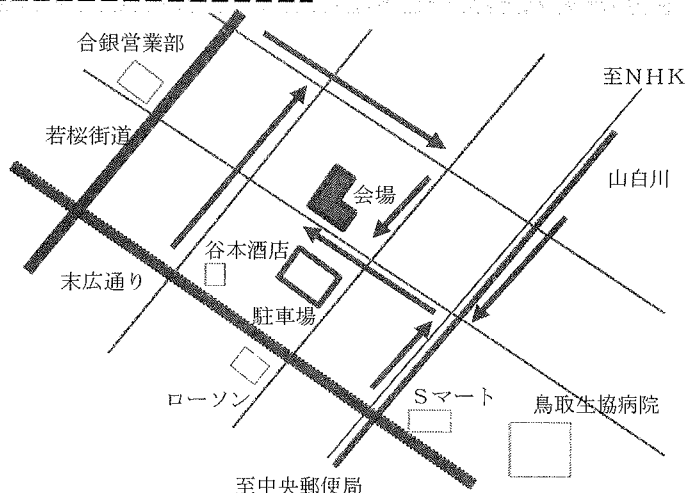 合銀営業部
至NHK
若桜街道
山白川
会場
谷本酒店
末広通り
駐車場
ローソン
Sマート
鳥取生協病院
至中央郵便局